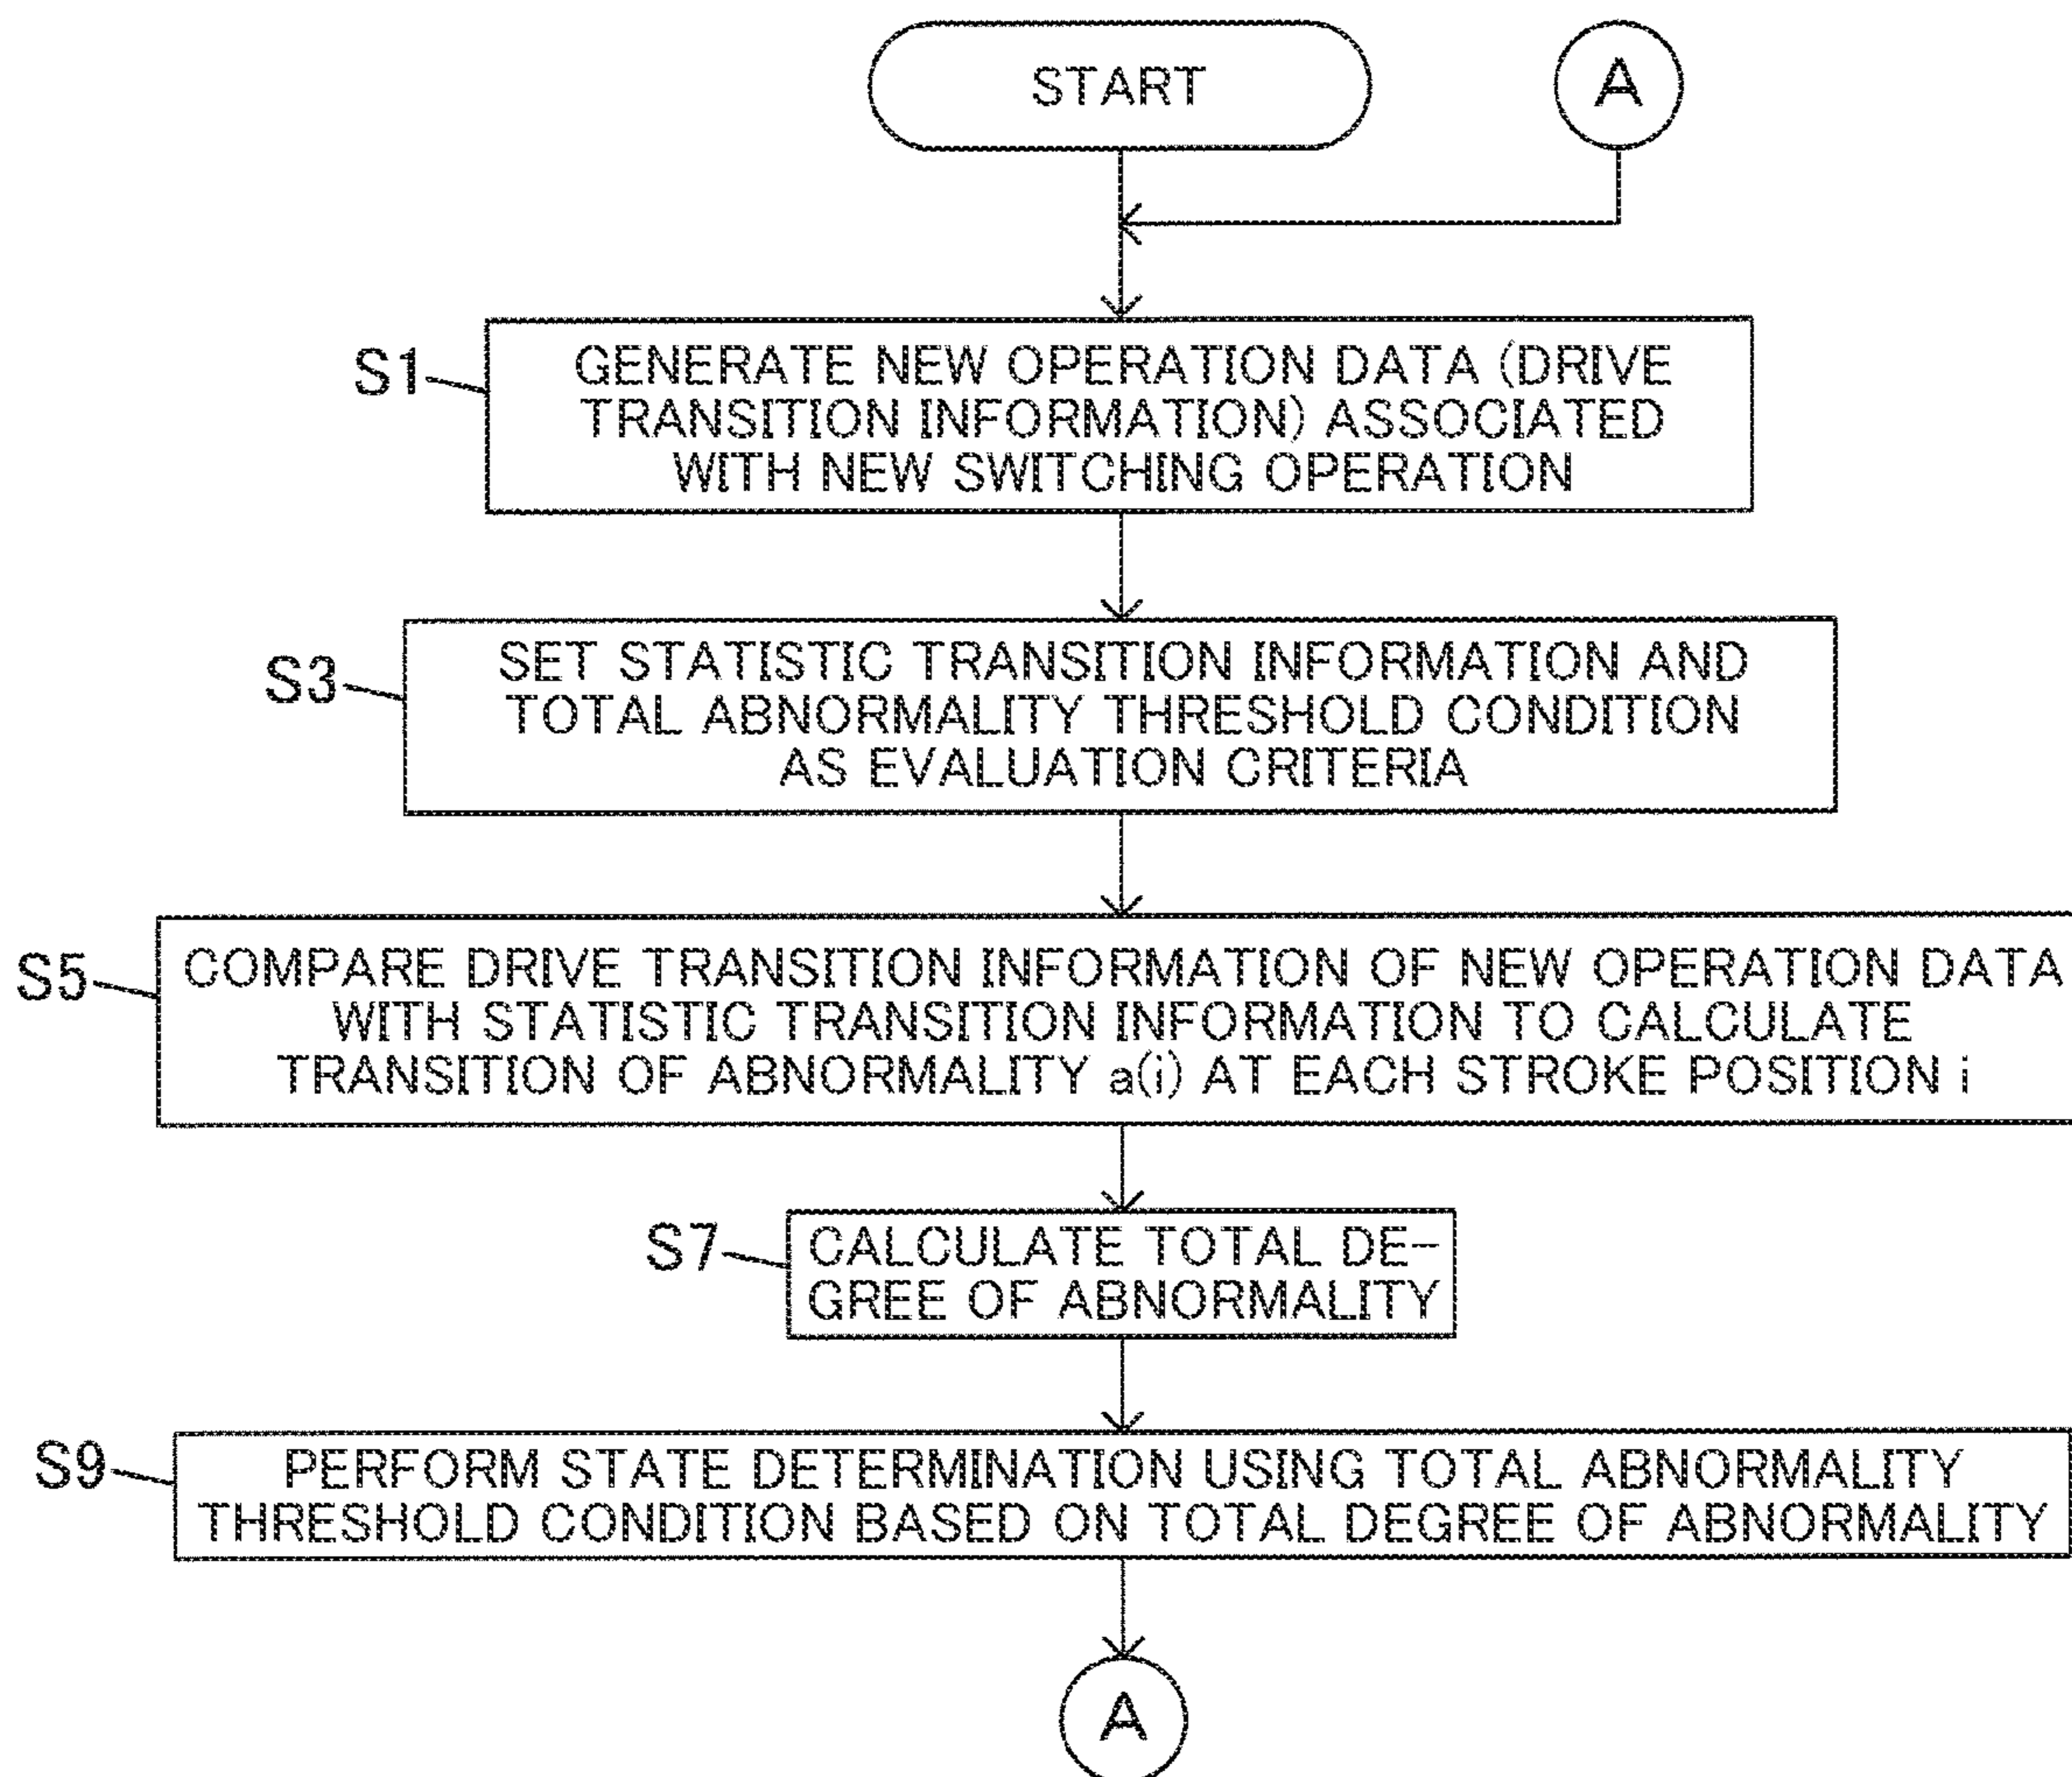 START
A
S1
GENERATE NEW OPERATION DATA (DRIVE
TRANSITION INFORMATION) ASSOCIATED
WITH NEW SWITCHING OPERATION
S3
SET STATISTIC TRANSITION INFORMATION AND
TOTAL ABNORMALITY THRESHOLD CONDITION
AS EVALUATION CRITERIA
S5
COMPARE DRIVE TRANSITION INFORMATION OF NEW OPERATION DATA
WITH STATISTIC TRANSITION INFORMATION TO CALCULATE
TRANSITION OF ABNORMALITY a(i) AT EACH STROKE POSITION i
S7
CALCULATE TOTAL DE-
GREE OF ABNORMALITY
S9
PERFORM STATE DETERMINATION USING TOTAL ABNORMALITY
THRESHOLD CONDITION BASED ON TOTAL DEGREE OF ABNORMALITY
A